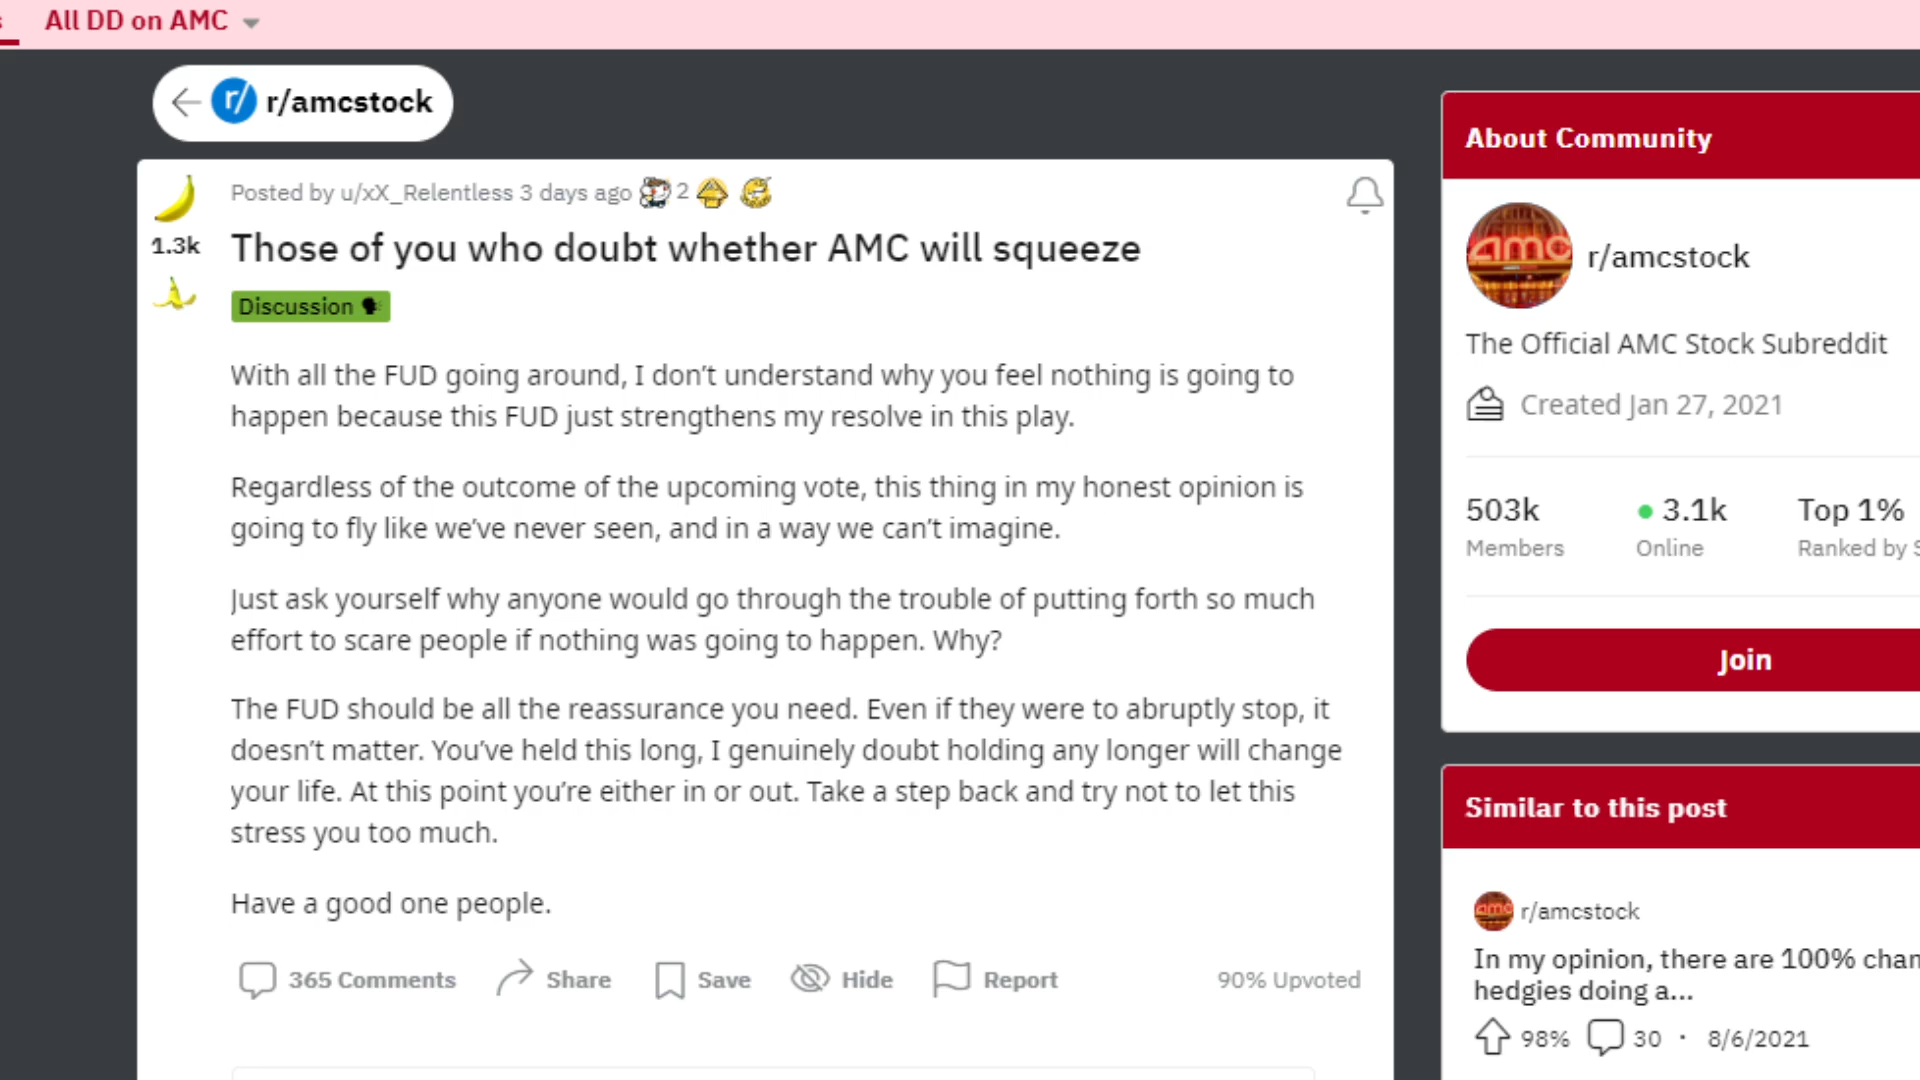 All DD on AMC
r/ r/amcstock
Posted by u/xX_Relentless 3 days ago 2
1.3k
Those of you who doubt whether AMC will squeeze
Discussion
With all the FUD going around, I don’t understand why you feel nothing is going to
happen because this FUD just strengthens my resolve in this play.
Regardless of the outcome of the upcoming vote, this thing in my honest opinion is
going to fly like we’ve never seen, and in a way we can’t imagine.
Just ask yourself why anyone would go through the trouble of putting forth so much
effort to scare people if nothing was going to happen. Why?
The FUD should be all the reassurance you need. Even if they were to abruptly stop, it
doesn’t matter. You’ve held this long, I genuinely doubt holding any longer will change
your life. At this point you’re either in or out. Take a step back and try not to let this
stress you too much.
Have a good one people.
365 Comments Share Save Hide Report 90% Upvoted
About Community
amc r/amcstock
The Official AMC Stock Subreddit
Created Jan 27, 2021
503k 3.1k Top 1%
Members Online Ranked by S
Join
Similar to this post
amc r/amcstock
In my opinion, there are 100% chan
hedgies doing a...
98% 30 · 8/6/2021